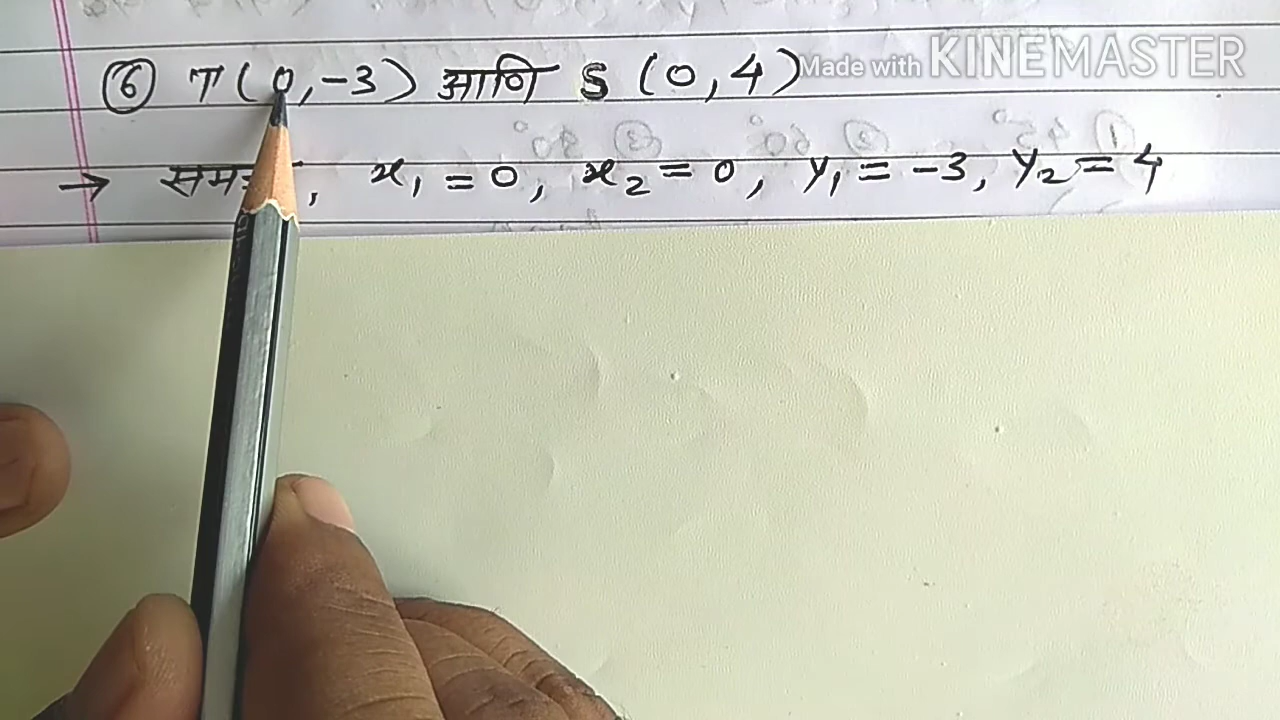 ⑥ T(0,-3) आणि S (0,4)
Made with KINEMASTER
→ x₁ = 0, x₂ = 0, y₁ = -3, y₂ = 4